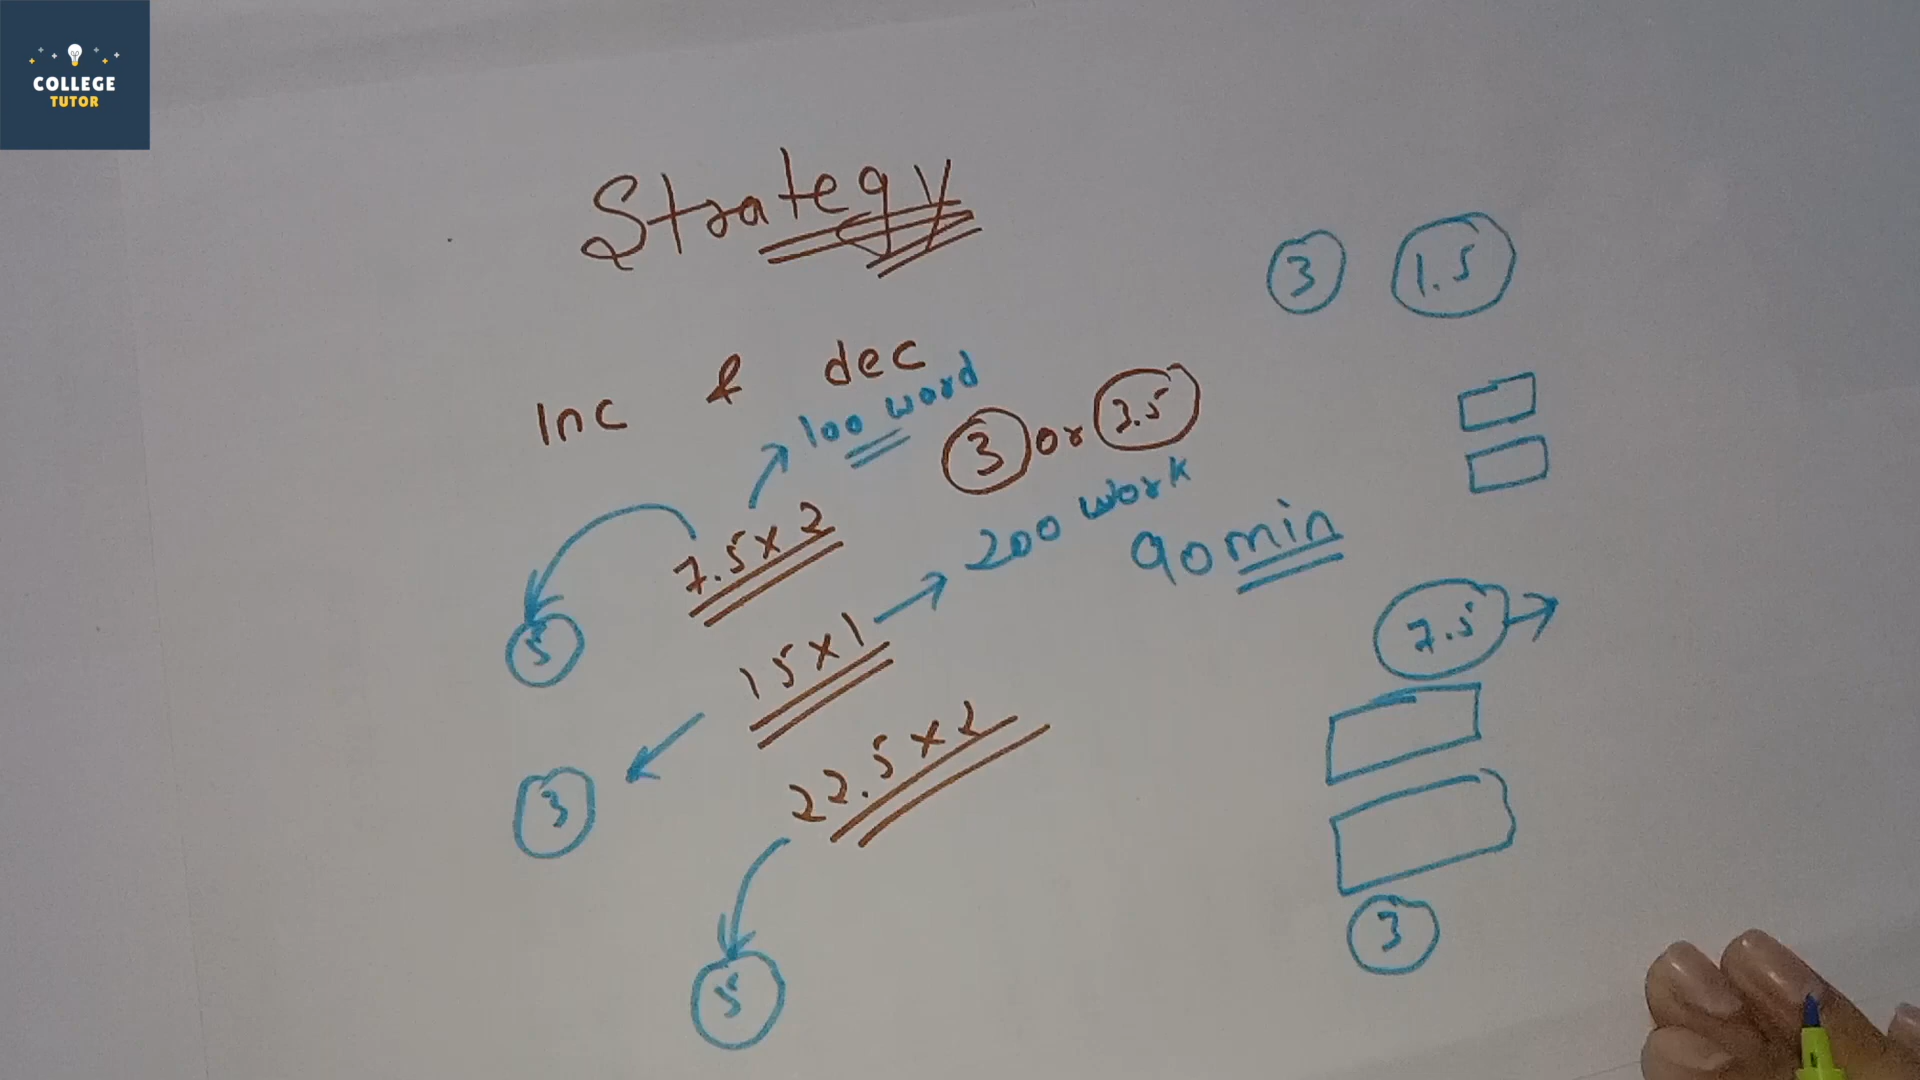 COLLEGE
TUTOR
Strategy
3 1.5
Inc & dec
100 word
3 or 3.5
200 work
7.5 x 2
90 min
5
15 x 1
7.5
3
22.5 x 2
3
5